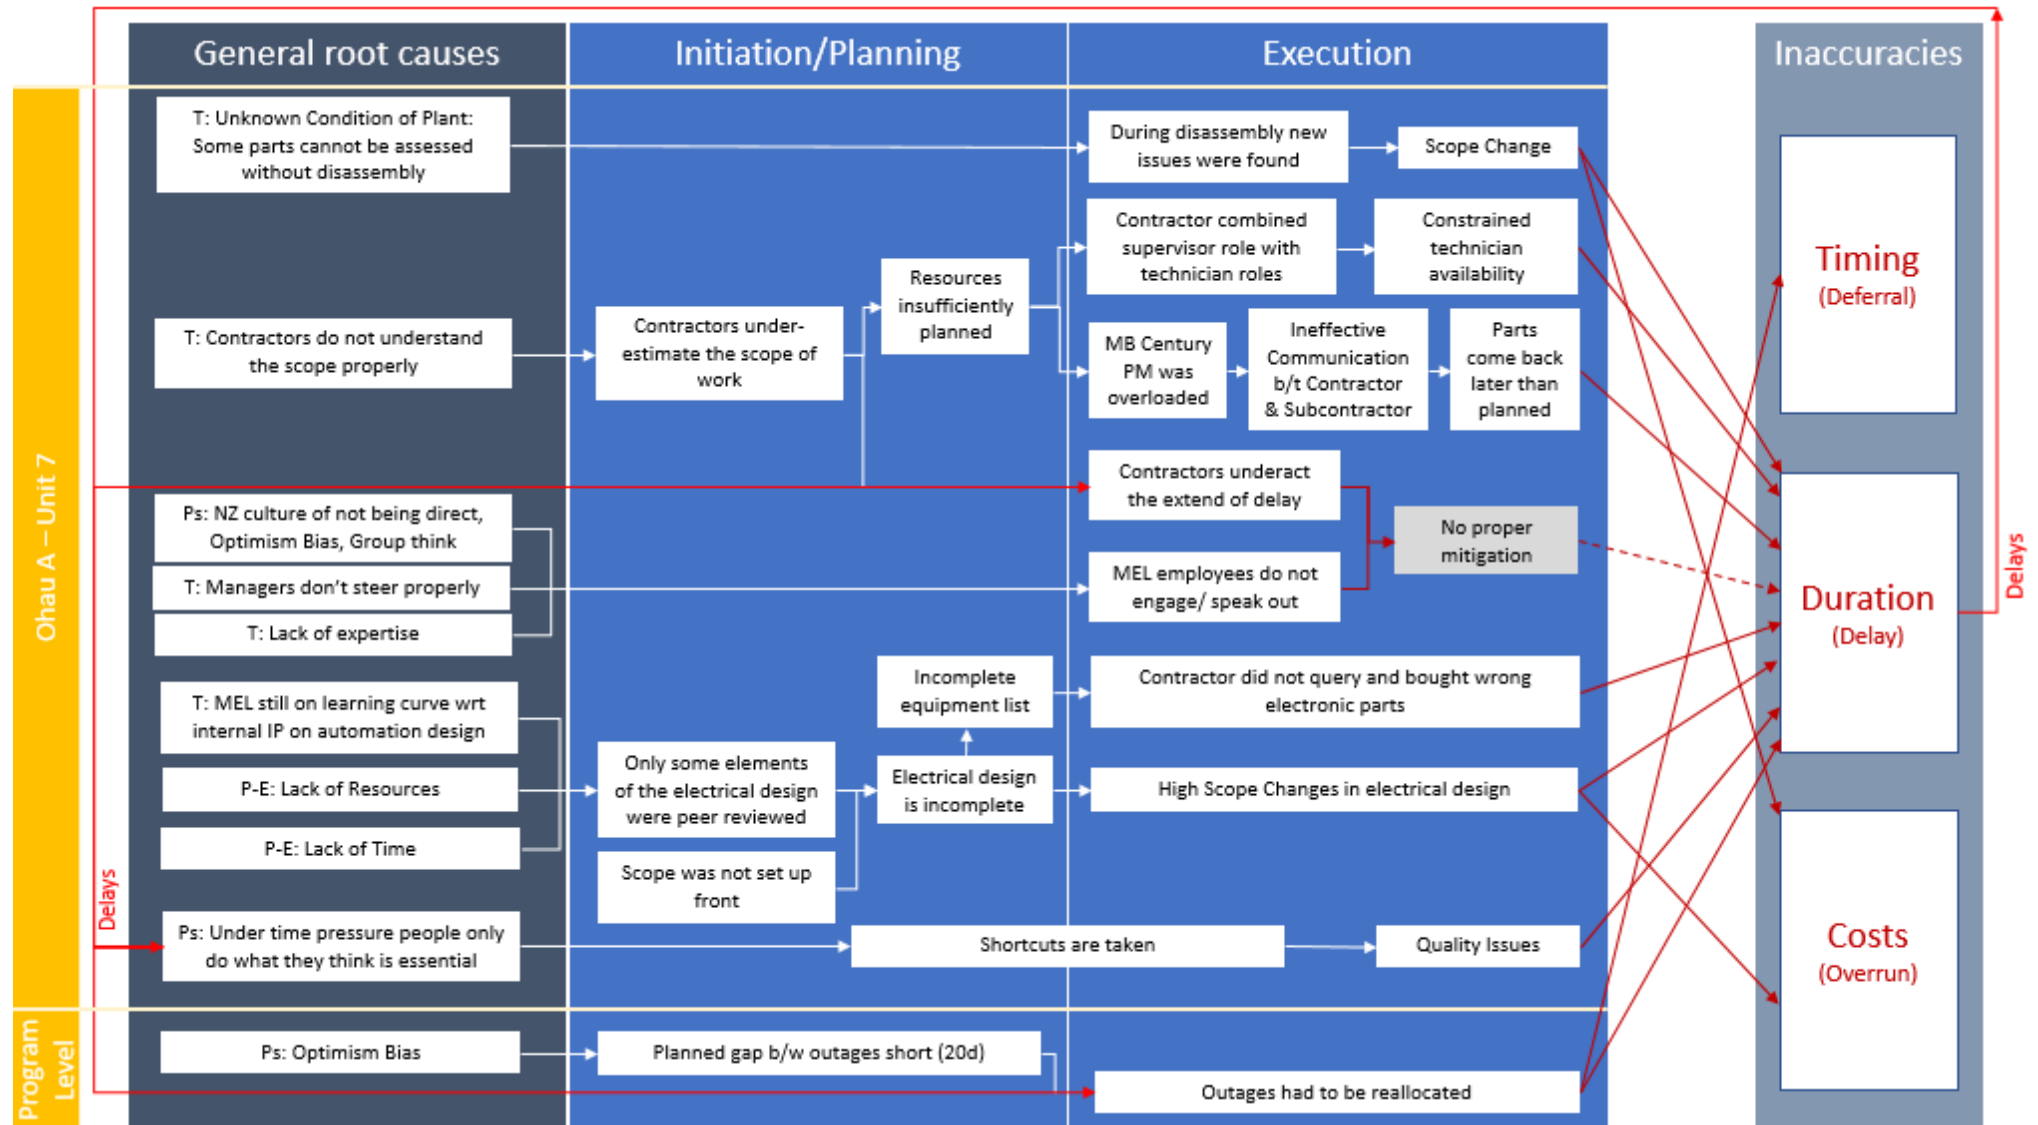 General root causes
Initiation/Planning
Execution
Inaccuracies
Ohau A – Unit 7
T: Unknown Condition of Plant:
Some parts cannot be assessed
without disassembly
During disassembly new
issues were found
Scope Change
Contractor combined
supervisor role with
technician roles
Constrained
technician
availability
Timing
(Deferral)
T: Contractors do not understand
the scope properly
Contractors under-
estimate the scope of
work
Resources
insufficiently
planned
MB Century
PM was
overloaded
Ineffective
Communication
b/t Contractor
& Subcontractor
Parts
come back
later than
planned
Contractors underact
the extend of delay
Ps: NZ culture of not being direct,
Optimism Bias, Group think
T: Managers don't steer properly
T: Lack of expertise
MEL employees do not
engage/ speak out
No proper
mitigation
Duration
(Delay)
Delays
T: MEL still on learning curve wrt
internal IP on automation design
P-E: Lack of Resources
P-E: Lack of Time
Only some elements
of the electrical design
were peer reviewed
Scope was not set up
front
Incomplete
equipment list
Electrical design
is incomplete
Contractor did not query and bought wrong
electronic parts
High Scope Changes in electrical design
Delays
Ps: Under time pressure people only
do what they think is essential
Shortcuts are taken
Quality Issues
Costs
(Overrun)
Program
Level
Ps: Optimism Bias
Planned gap b/w outages short (20d)
Outages had to be reallocated